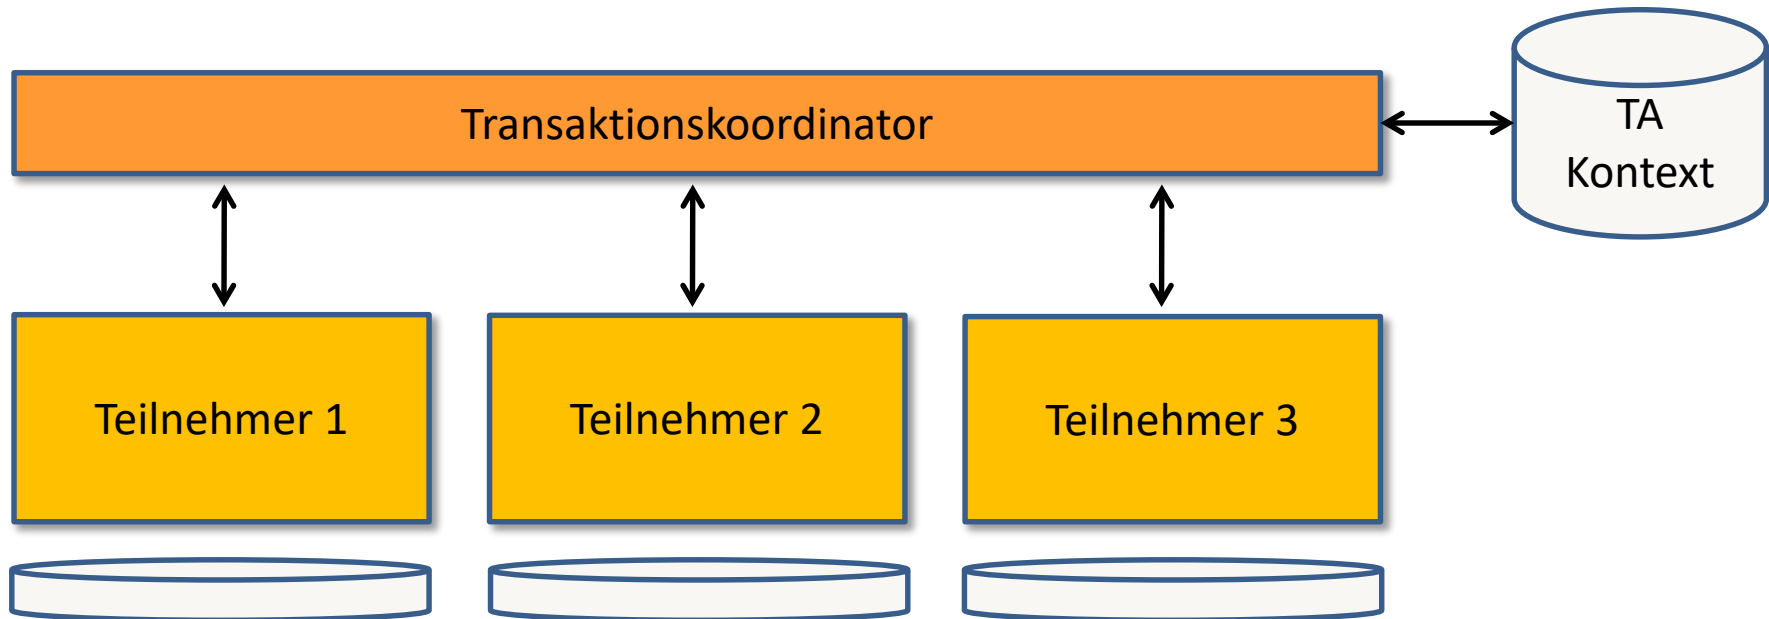 Transaktionskoordinator
TA
Kontext
Teilnehmer 1
Teilnehmer 2
Teilnehmer 3